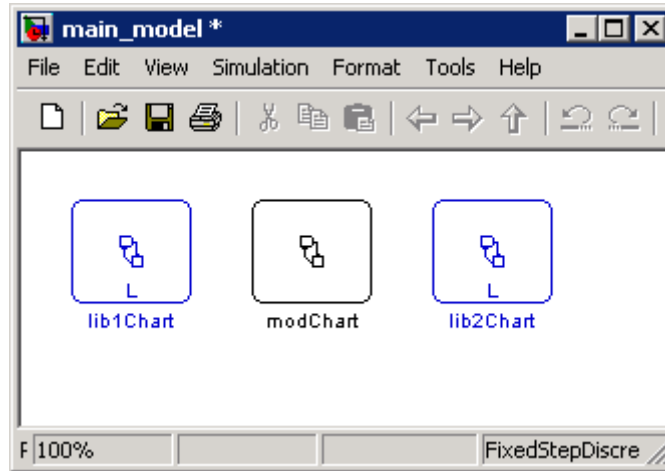 main_model *
File Edit View Simulation Format Tools Help
L L
lib1Chart modChart lib2Chart
F 100% FixedStepDiscre